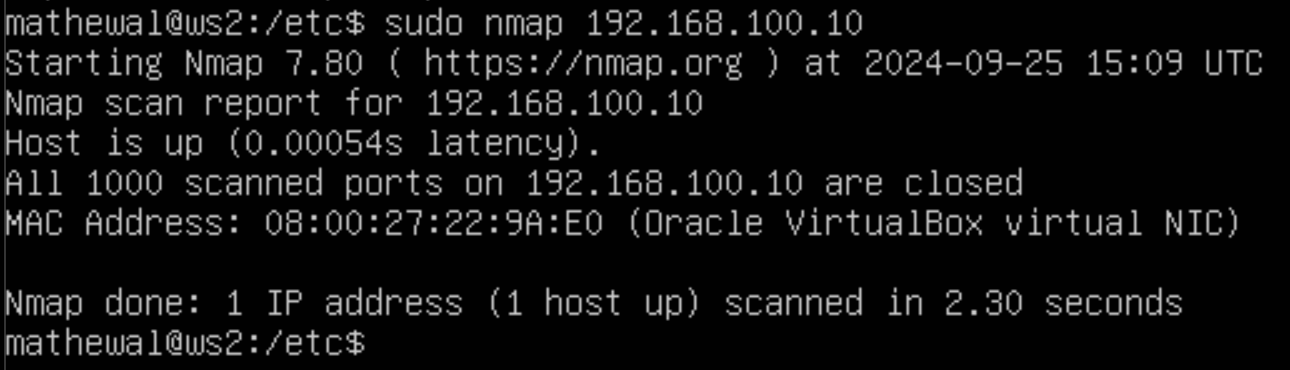 mathewal@ws2:/etc$ sudo nmap 192.168.100.10
Starting Nmap 7.80 ( https://nmap.org ) at 2024-09-25 15:09 UTC
Nmap scan report for 192.168.100.10
Host is up (0.00054s latency).
All 1000 scanned ports on 192.168.100.10 are closed
MAC Address: 08:00:27:22:9A:E0 (Oracle VirtualBox virtual NIC)

Nmap done: 1 IP address (1 host up) scanned in 2.30 seconds
mathewal@ws2:/etc$